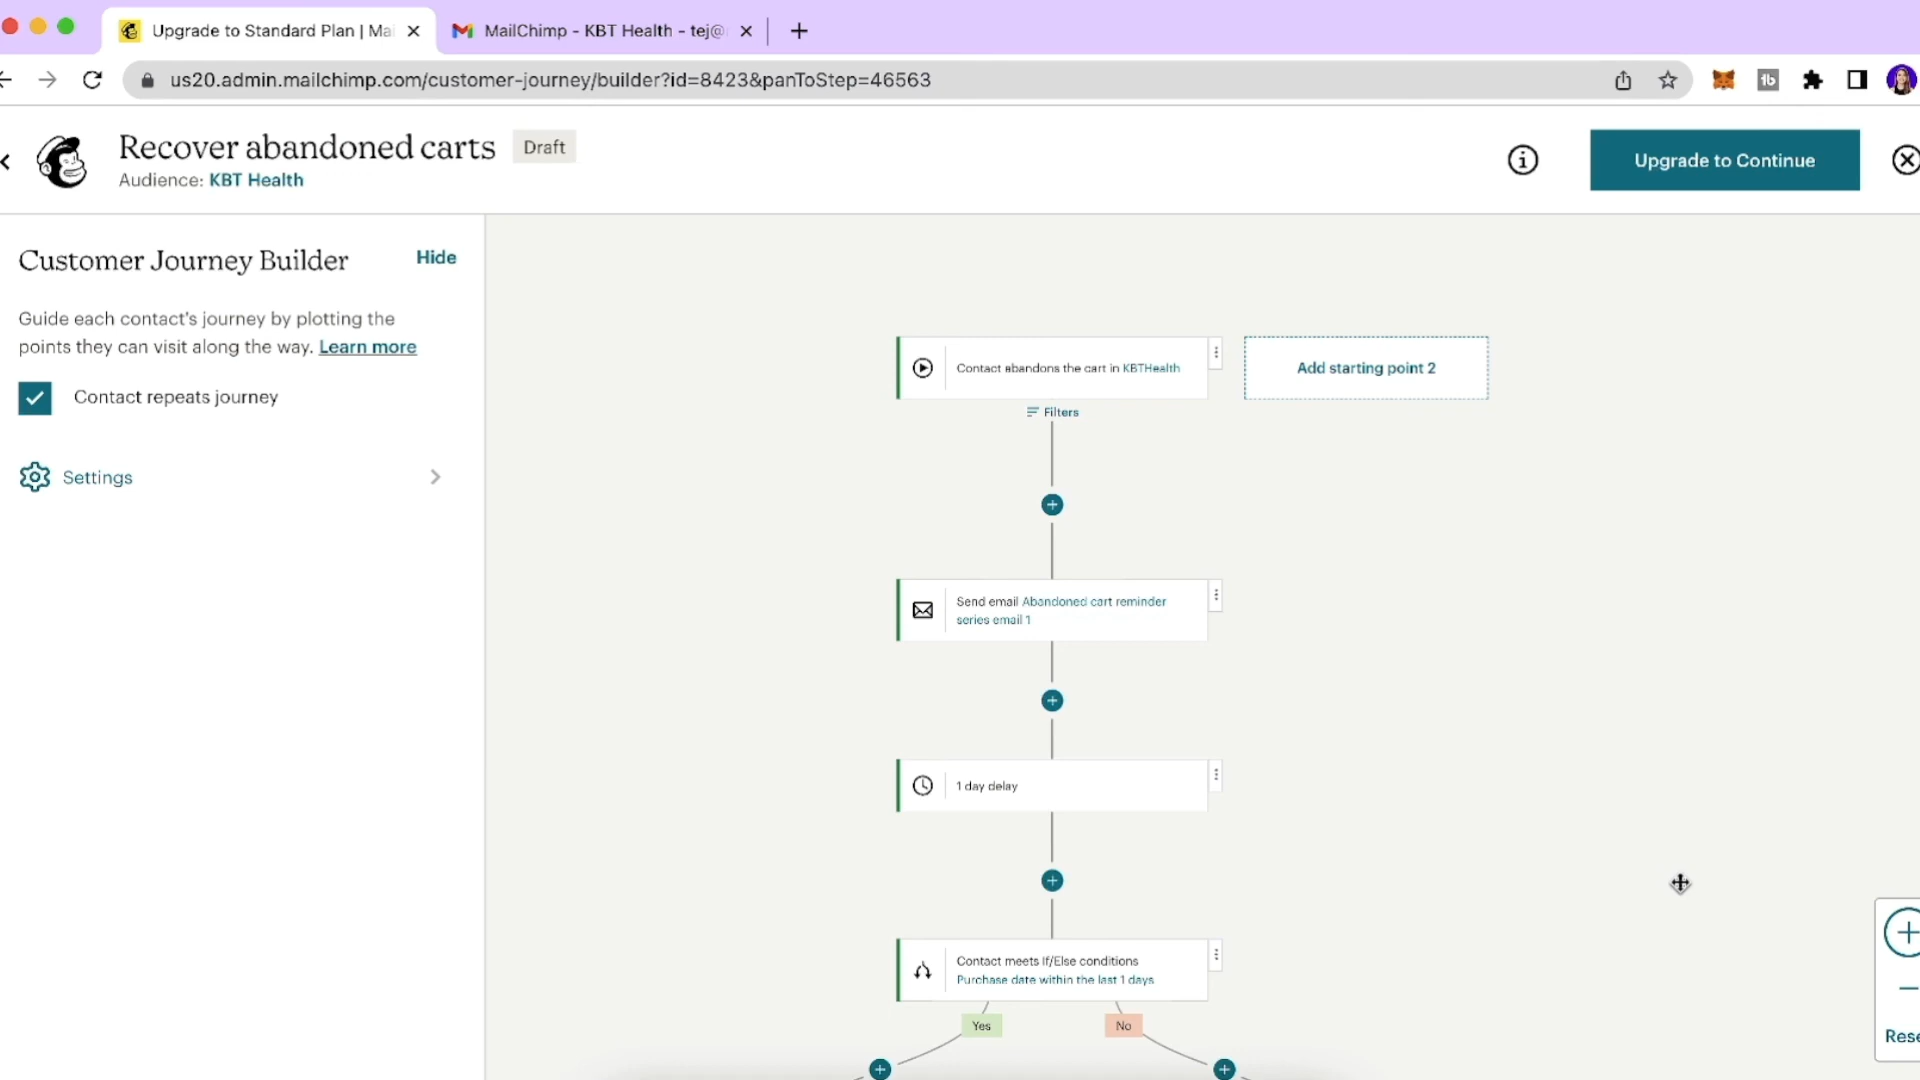 Upgrade to Standard Plan | Mai
MailChimp - KBT Health - tej@
us20.admin.mailchimp.com/customer-journey/builder?id=8423&panToStep=46563
Recover abandoned carts
Draft
Audience: KBT Health
Upgrade to Continue
Customer Journey Builder
Hide
Guide each contact's journey by plotting the
points they can visit along the way. Learn more
Contact repeats journey
Settings
Contact abandons the cart in KBTHealth
Add starting point 2
Filters
Send email Abandoned cart reminder
series email 1
1 day delay
Contact meets If/Else conditions
Purchase date within the last 1 days
Yes
No
Rese